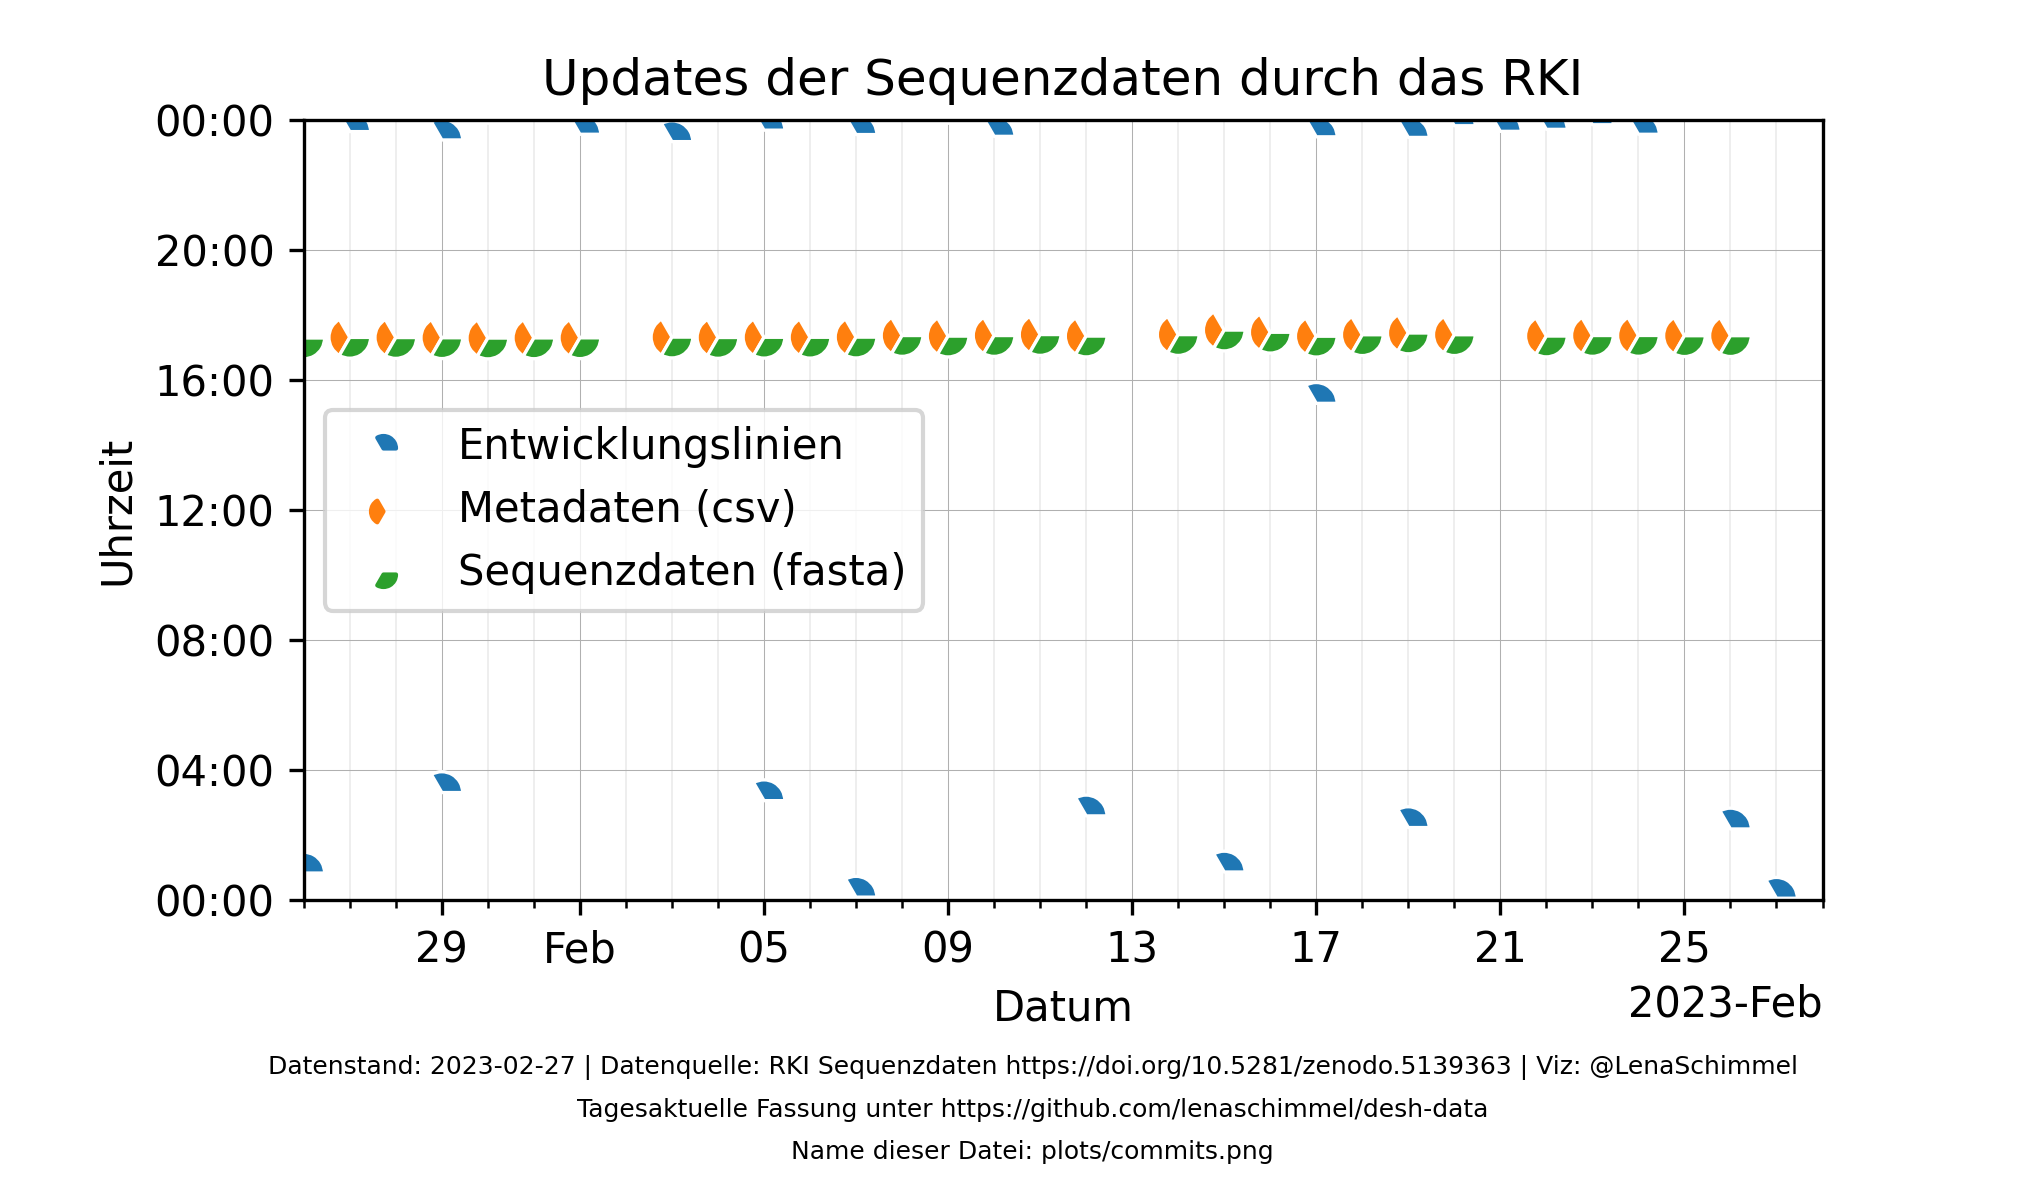 Updates der Sequenzdaten durch das RKI
00:00
20:00
16:00
12:00
08:00
04:00
00:00
Uhrzeit
Entwicklungslinien
Metadaten (csv)
Sequenzdaten (fasta)
29 Feb 05 09 13 17 21 25
Datum
2023-Feb
Datenstand: 2023-02-27 | Datenquelle: RKI Sequenzdaten https://doi.org/10.5281/zenodo.5139363 | Viz: @LenaSchimmel
Tagesaktuelle Fassung unter https://github.com/lenaschimmel/desh-data
Name dieser Datei: plots/commits.png